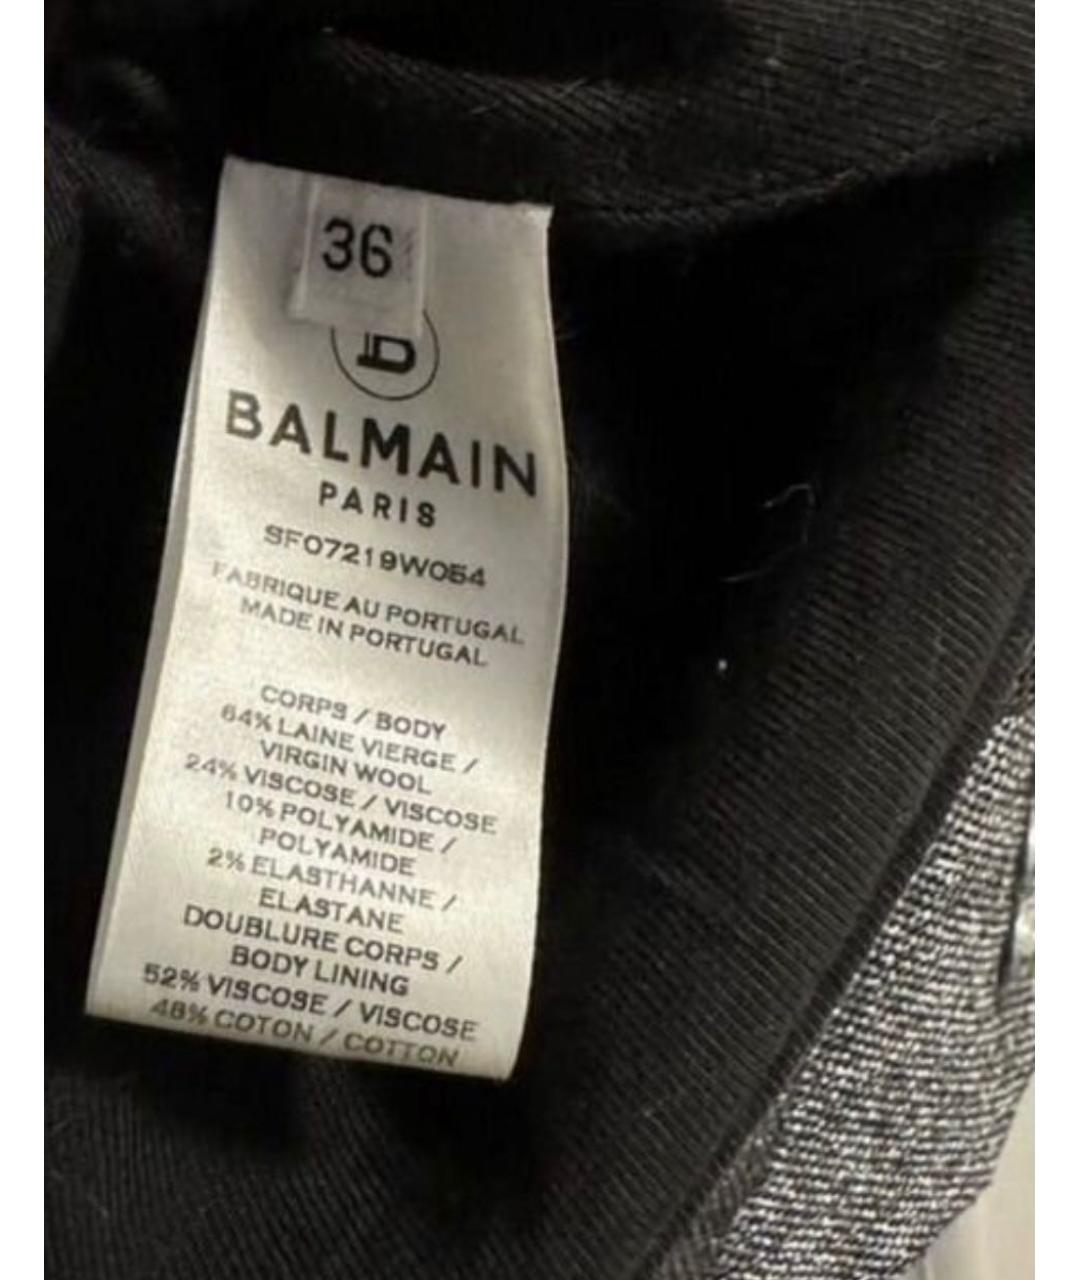 36
B
BALMAIN
PARIS
SF07219W054
FABRIQUE AU PORTUGAL
MADE IN PORTUGAL
CORPS / BODY
64% LAINE VIERGE /
VIRGIN WOOL
24% VISCOSE / VISCOSE
10% POLYAMIDE /
POLYAMIDE
2% ELASTHANNE /
ELASTANE
DOUBLURE CORPS /
BODY LINING
52% VISCOSE / VISCOSE
48% COTON / COTTON